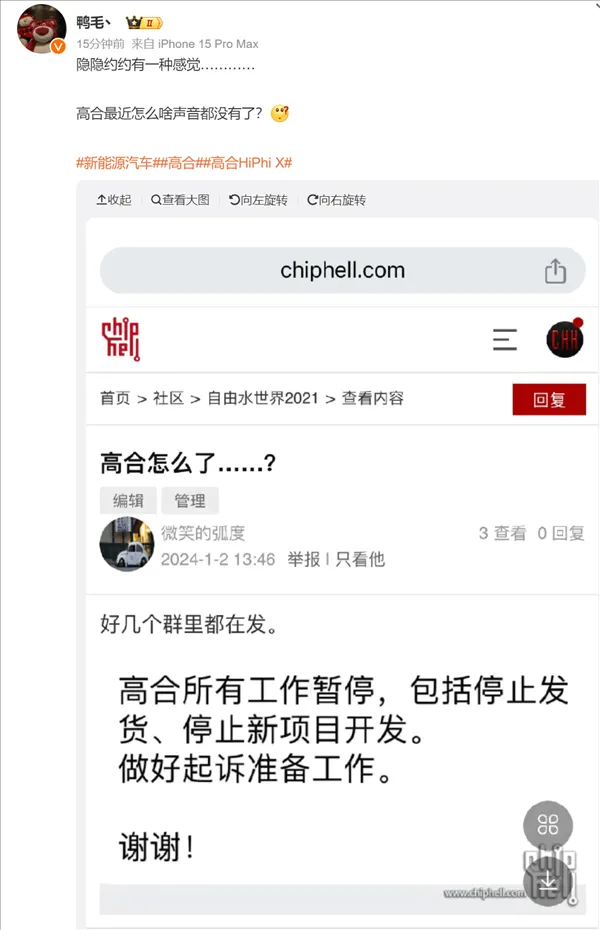 鸭毛丶 II
15分钟前 来自 iPhone 15 Pro Max
隐隐约约有一种感觉…………
高合最近怎么啥声音都没有了？
#新能源汽车##高合##高合HiPhi X#
收起 查看大图 向左旋转 向右旋转
chiphell.com
chip
hell
CHH
首页 > 社区 > 自由水世界2021 > 查看内容
回复
高合怎么了......?
编辑 管理
微笑的弧度
3 查看 0 回复
2024-1-2 13:46 举报 | 只看他
好几个群里都在发。
高合所有工作暂停，包括停止发
货、停止新项目开发。
做好起诉准备工作。
谢谢！
www.chiphell.com
chip
hell